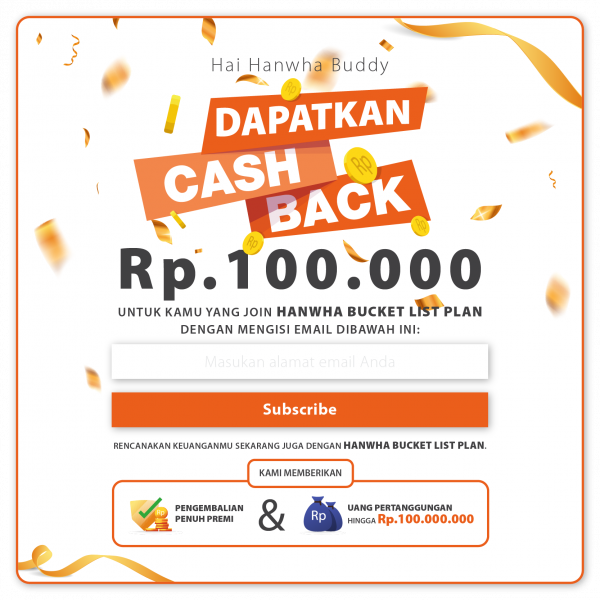 Hai Hanwha Buddy
DAPATKAN
CASH
BACK
Rp.100.000
UNTUK KAMU YANG JOIN HANWHA BUCKET LIST PLAN
DENGAN MENGISI EMAIL DIBAWAH INI:
Masukan alamat email Anda
Subscribe
RENCANAKAN KEUANGANMU SEKARANG JUGA DENGAN HANWHA BUCKET LIST PLAN.
KAMI MEMBERIKAN
PENGEMBALIAN
PENUH PREMI
&
Rp
UANG PERTANGGUNGAN
HINGGA Rp.100.000.000